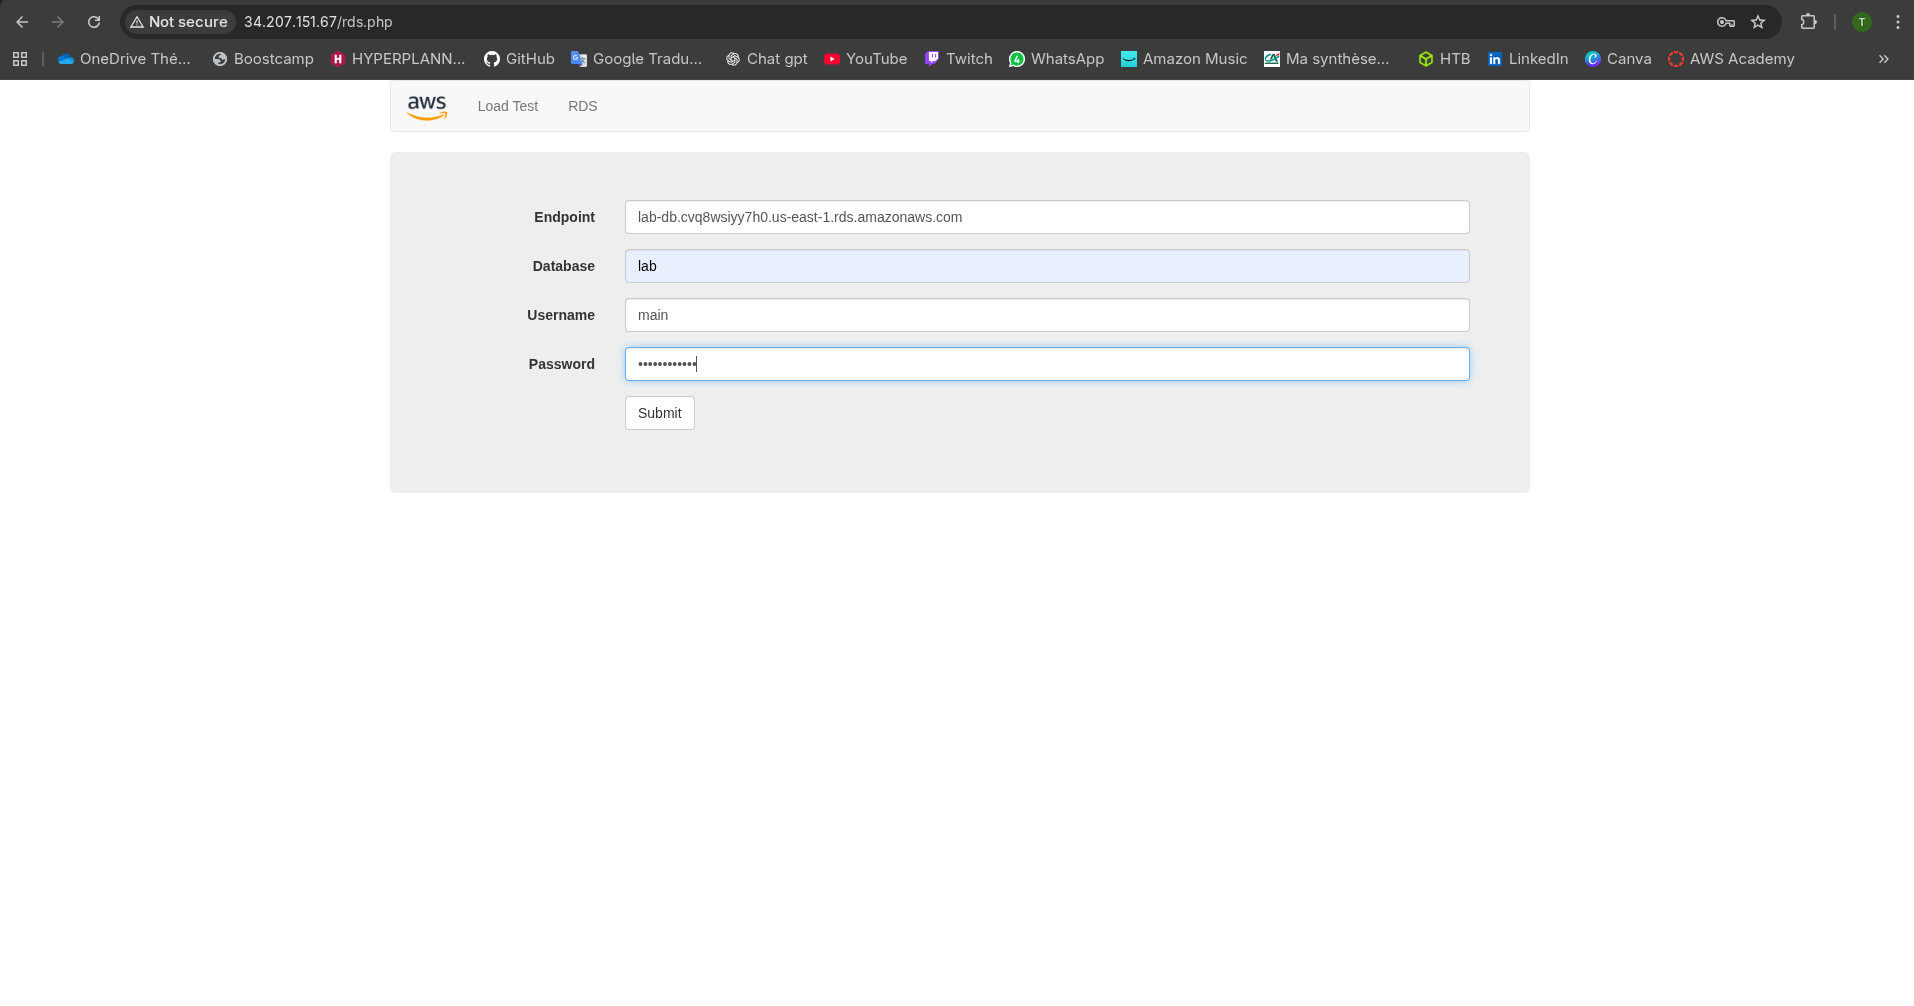 Not secure 34.207.151.67/rds.php T
OneDrive Thé... Boostcamp HYPERPLANN... GitHub Google Tradu... Chat gpt YouTube Twitch WhatsApp Amazon Music Ma synthèse... HTB LinkedIn Canva AWS Academy
aws Load Test RDS
Endpoint lab-db.cvq8wsiyy7h0.us-east-1.rds.amazonaws.com
Database lab
Username main
Password ••••••••••••
Submit